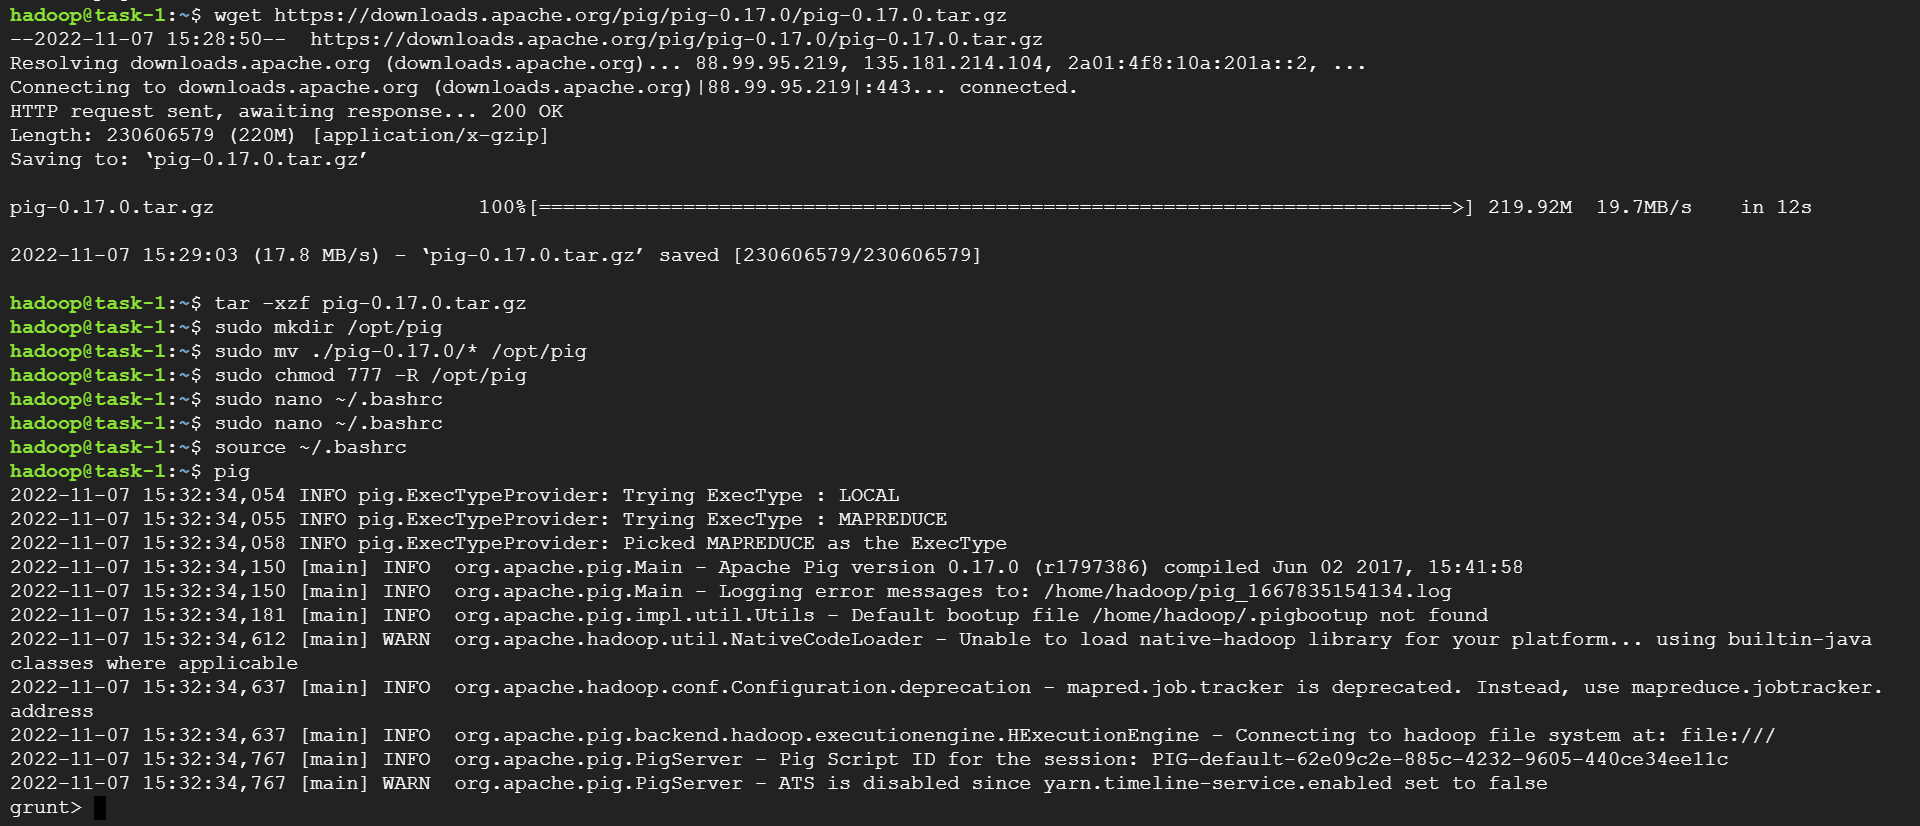 hadoop@task-1:~$ wget https://downloads.apache.org/pig/pig-0.17.0/pig-0.17.0.tar.gz
--2022-11-07 15:28:50--  https://downloads.apache.org/pig/pig-0.17.0/pig-0.17.0.tar.gz
Resolving downloads.apache.org (downloads.apache.org)... 88.99.95.219, 135.181.214.104, 2a01:4f8:10a:201a::2, ...
Connecting to downloads.apache.org (downloads.apache.org)|88.99.95.219|:443... connected.
HTTP request sent, awaiting response... 200 OK
Length: 230606579 (220M) [application/x-gzip]
Saving to: ‘pig-0.17.0.tar.gz’
pig-0.17.0.tar.gz                      100%[============================================================================>] 219.92M  19.7MB/s    in 12s
2022-11-07 15:29:03 (17.8 MB/s) - ‘pig-0.17.0.tar.gz’ saved [230606579/230606579]
hadoop@task-1:~$ tar -xzf pig-0.17.0.tar.gz
hadoop@task-1:~$ sudo mkdir /opt/pig
hadoop@task-1:~$ sudo mv ./pig-0.17.0/* /opt/pig
hadoop@task-1:~$ sudo chmod 777 -R /opt/pig
hadoop@task-1:~$ sudo nano ~/.bashrc
hadoop@task-1:~$ sudo nano ~/.bashrc
hadoop@task-1:~$ source ~/.bashrc
hadoop@task-1:~$ pig
2022-11-07 15:32:34,054 INFO pig.ExecTypeProvider: Trying ExecType : LOCAL
2022-11-07 15:32:34,055 INFO pig.ExecTypeProvider: Trying ExecType : MAPREDUCE
2022-11-07 15:32:34,058 INFO pig.ExecTypeProvider: Picked MAPREDUCE as the ExecType
2022-11-07 15:32:34,150 [main] INFO  org.apache.pig.Main - Apache Pig version 0.17.0 (r1797386) compiled Jun 02 2017, 15:41:58
2022-11-07 15:32:34,150 [main] INFO  org.apache.pig.Main - Logging error messages to: /home/hadoop/pig_1667835154134.log
2022-11-07 15:32:34,181 [main] INFO  org.apache.pig.impl.util.Utils - Default bootup file /home/hadoop/.pigbootup not found
2022-11-07 15:32:34,612 [main] WARN  org.apache.hadoop.util.NativeCodeLoader - Unable to load native-hadoop library for your platform... using builtin-java
classes where applicable
2022-11-07 15:32:34,637 [main] INFO  org.apache.hadoop.conf.Configuration.deprecation - mapred.job.tracker is deprecated. Instead, use mapreduce.jobtracker.
address
2022-11-07 15:32:34,637 [main] INFO  org.apache.pig.backend.hadoop.executionengine.HExecutionEngine - Connecting to hadoop file system at: file:///
2022-11-07 15:32:34,767 [main] INFO  org.apache.pig.PigServer - Pig Script ID for the session: PIG-default-62e09c2e-885c-4232-9605-440ce34ee11c
2022-11-07 15:32:34,767 [main] WARN  org.apache.pig.PigServer - ATS is disabled since yarn.timeline-service.enabled set to false
grunt>